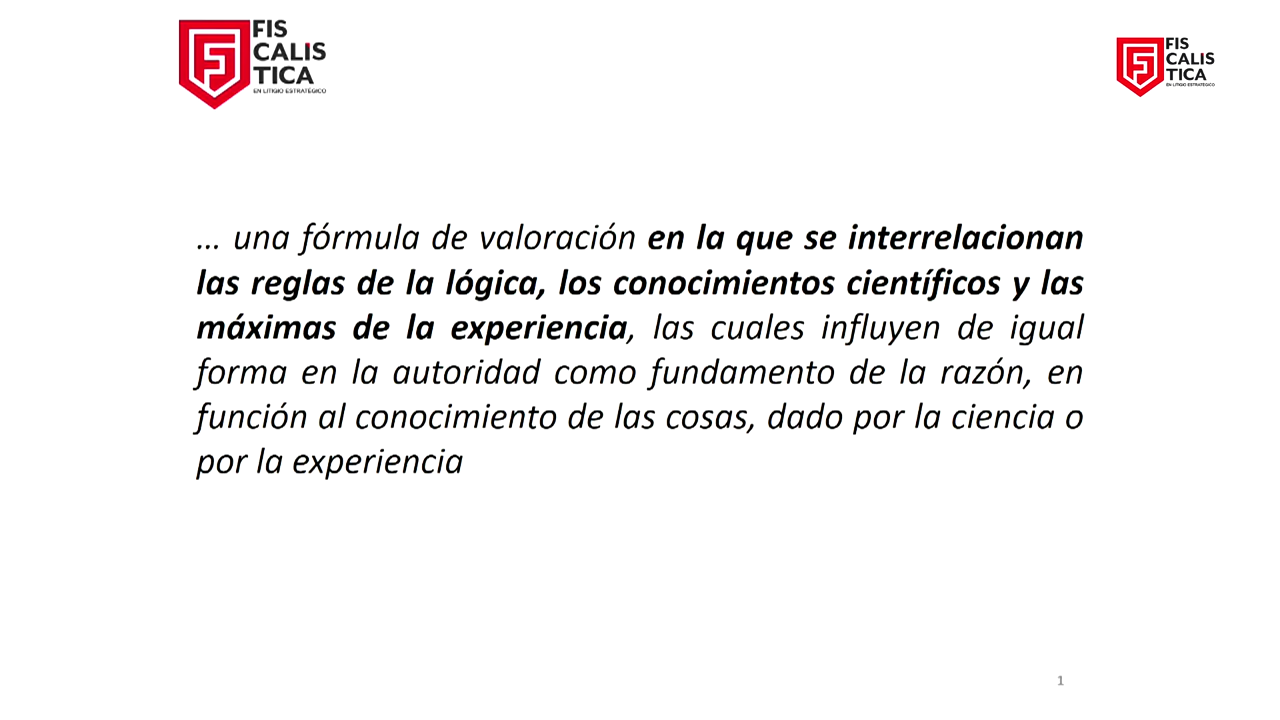 FIS
CALIS
TICA
EN LITIGIO ESTRATÉGICO
FIS
CALIS
TICA
EN LITIGIO ESTRATÉGICO
... una fórmula de valoración en la que se interrelacionan
las reglas de la lógica, los conocimientos científicos y las
máximas de la experiencia, las cuales influyen de igual
forma en la autoridad como fundamento de la razón, en
función al conocimiento de las cosas, dado por la ciencia o
por la experiencia
1